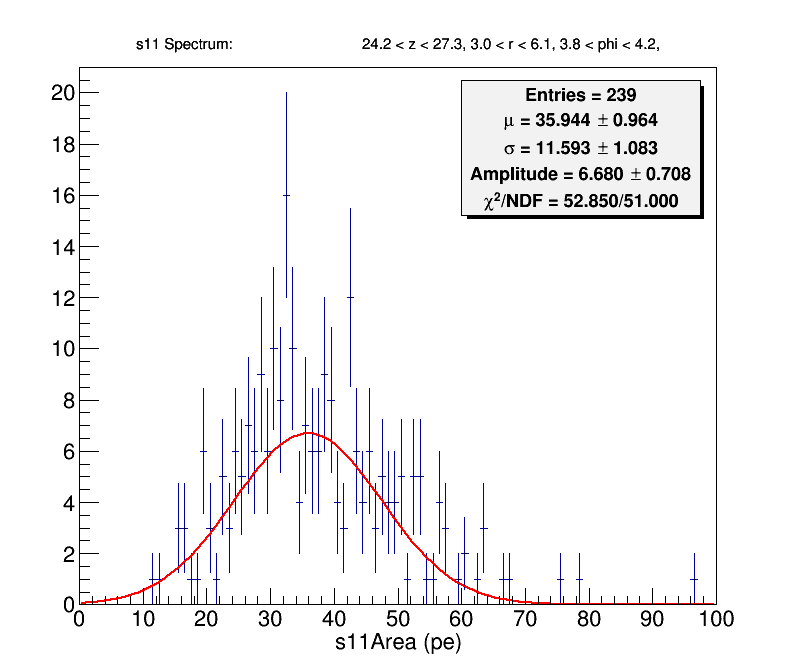 s11 Spectrum: 24.2 < z < 27.3, 3.0 < r < 6.1, 3.8 < phi < 4.2,
Entries = 239
μ = 35.944 ± 0.964
σ = 11.593 ± 1.083
Amplitude = 6.680 ± 0.708
χ²/NDF = 52.850/51.000
20
18
16
14
12
10
8
6
4
2
0
0 10 20 30 40 50 60 70 80 90 100
s11Area (pe)